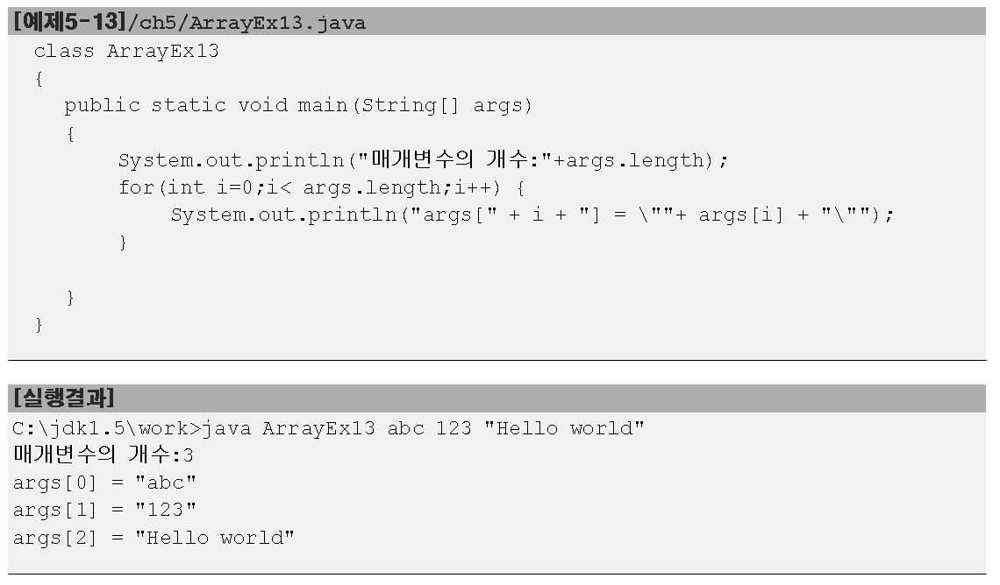 [예제5-13]/ch5/ArrayEx13.java
class ArrayEx13
{
public static void main(String[] args)
{
System.out.println("매개변수의 개수:"+args.length);
for(int i=0;i< args.length;i++) {
System.out.println("args[" + i + "] = \""+ args[i] + "\"");
}
}
}
[실행결과]
C:\jdk1.5\work>java ArrayEx13 abc 123 "Hello world"
매개변수의 개수:3
args[0] = "abc"
args[1] = "123"
args[2] = "Hello world"